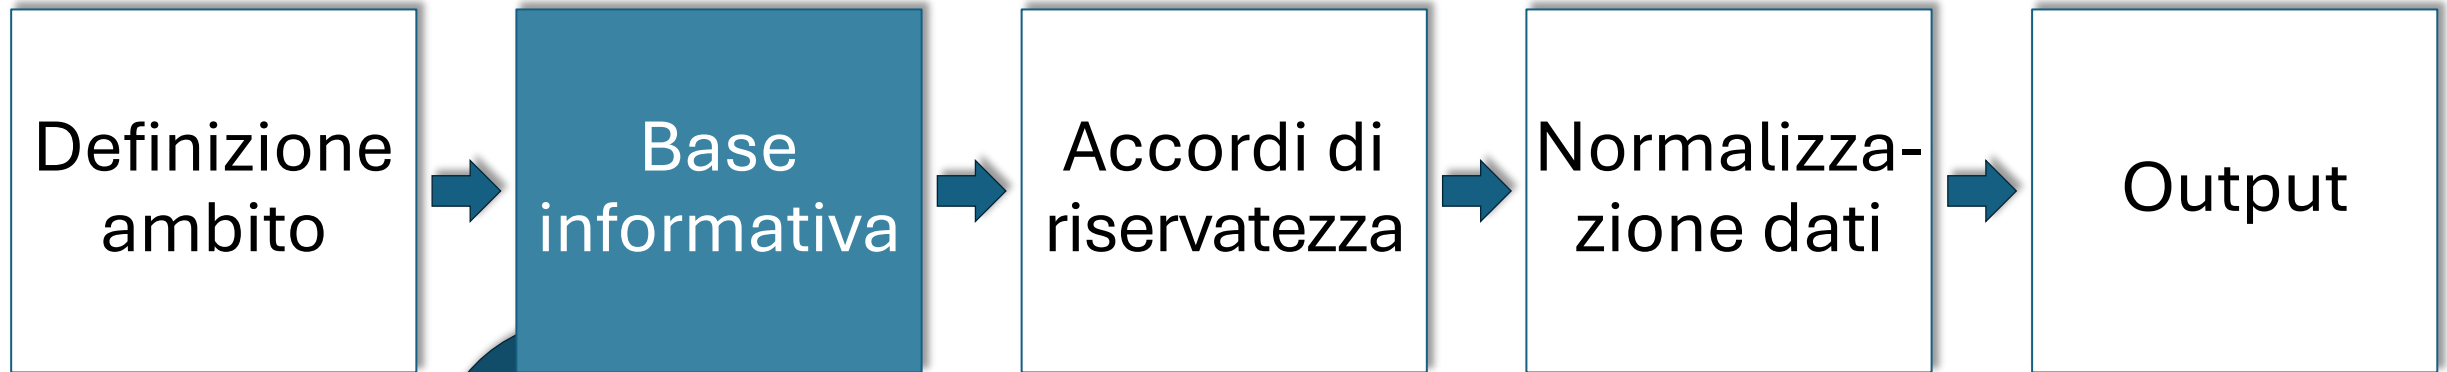 Definizione
ambito
Base
informativa
Accordi di
riservatezza
Normalizza-
zione dati
Output